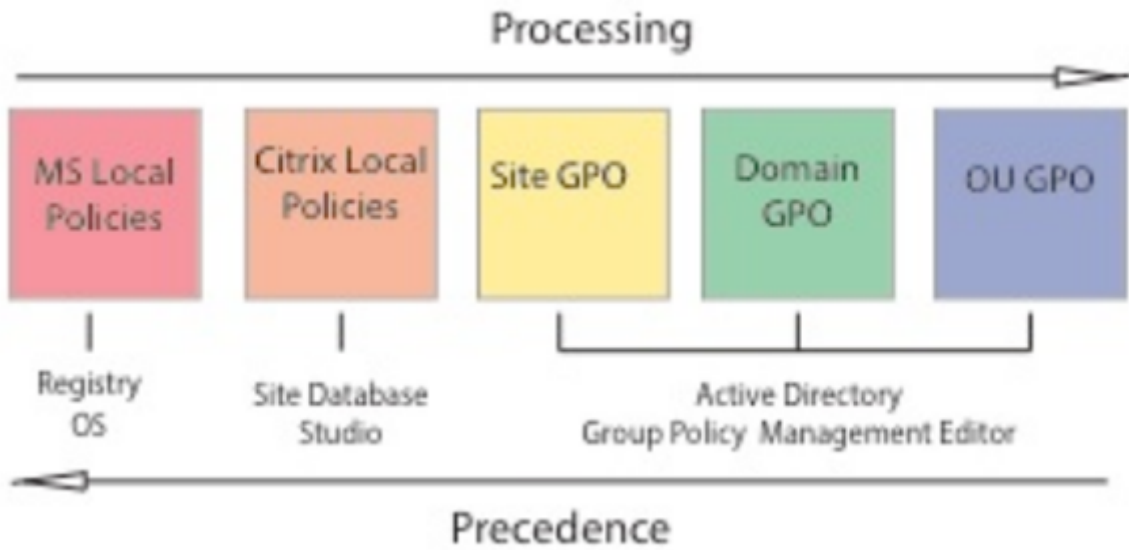 Processing
MS Local
Policies
Citrix Local
Policies
Site GPO
Domain
GPO
OU GPO
Registry
OS
Site Database
Studio
Active Directory
Group Policy Management Editor
Precedence